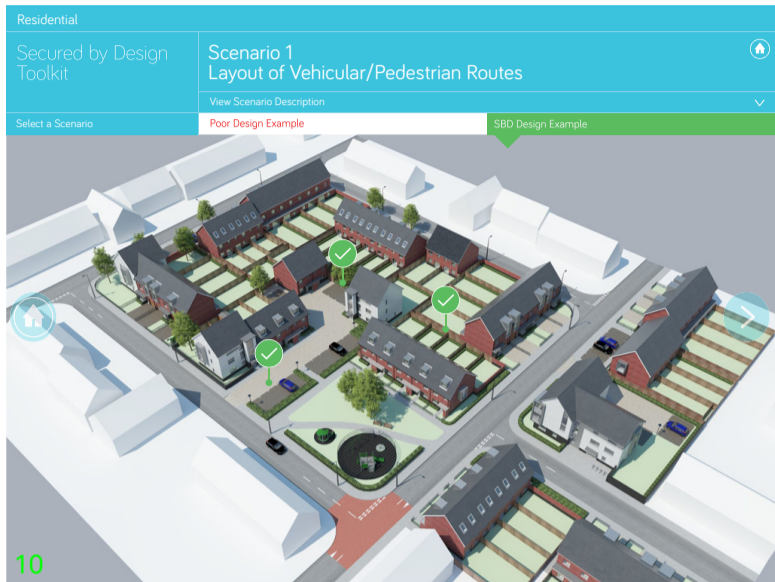 Residential
Secured by Design
Toolkit
Scenario 1
Layout of Vehicular/Pedestrian Routes
View Scenario Description
Select a Scenario
Poor Design Example
SBD Design Example
10